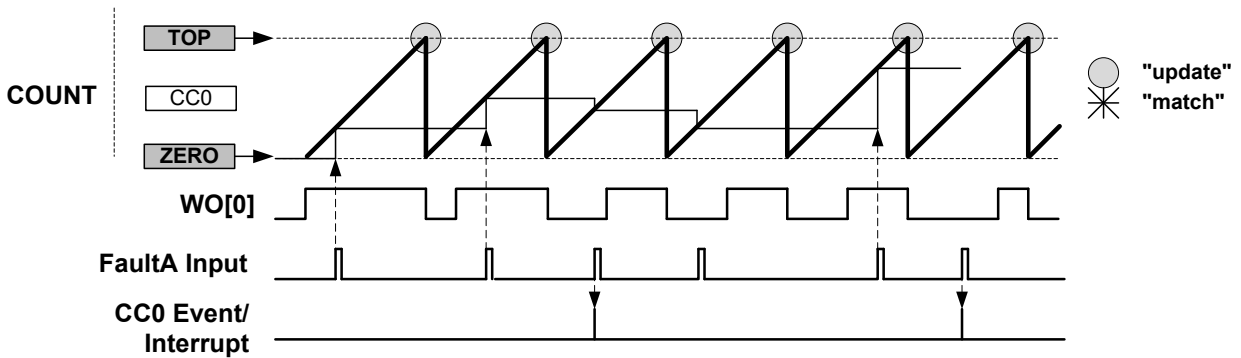 TOP
COUNT
CC0
ZERO
"update"
"match"
WO[0]
FaultA Input
CC0 Event/
Interrupt